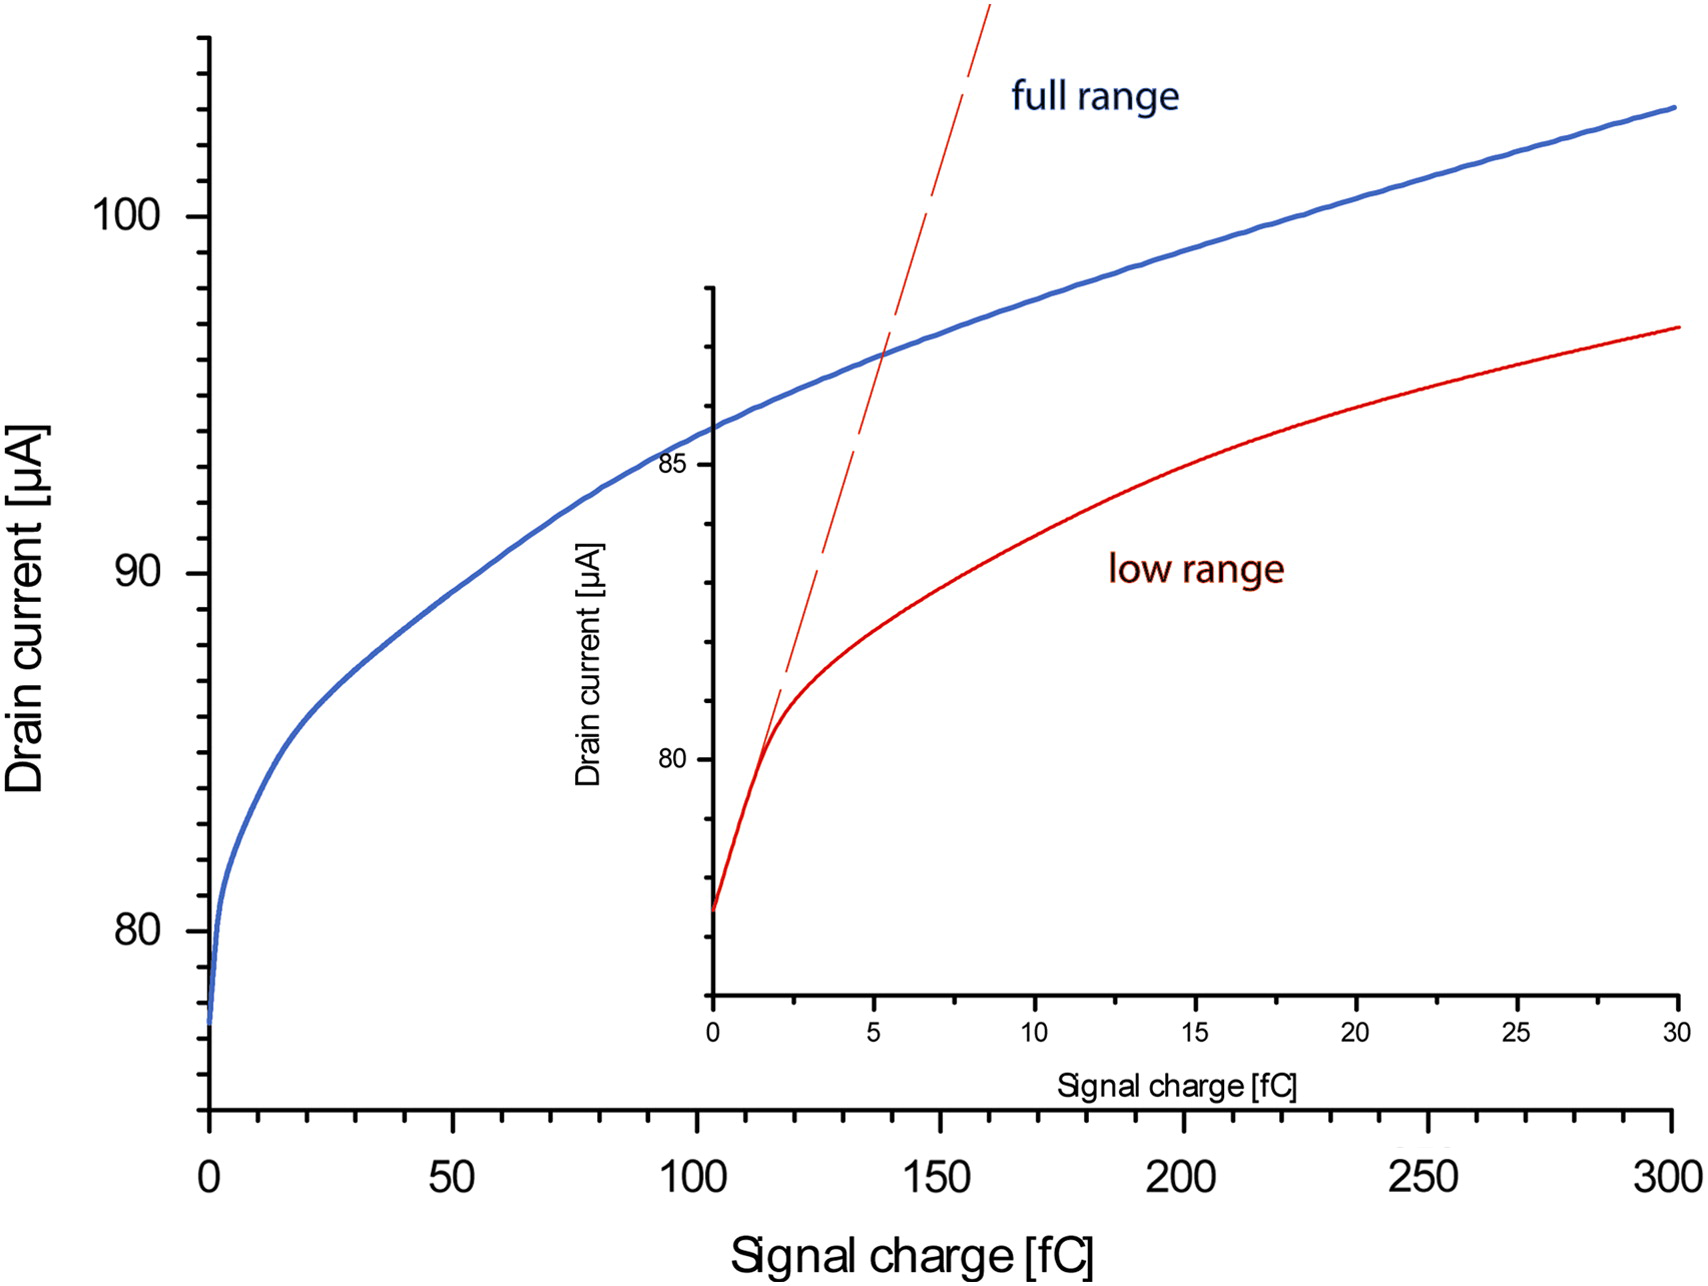 full range
100
90
80
Drain current [µA]
85
80
Drain current [µA]
low range
0 5 10 15 20 25 30
Signal charge [fC]
0 50 100 150 200 250 300
Signal charge [fC]